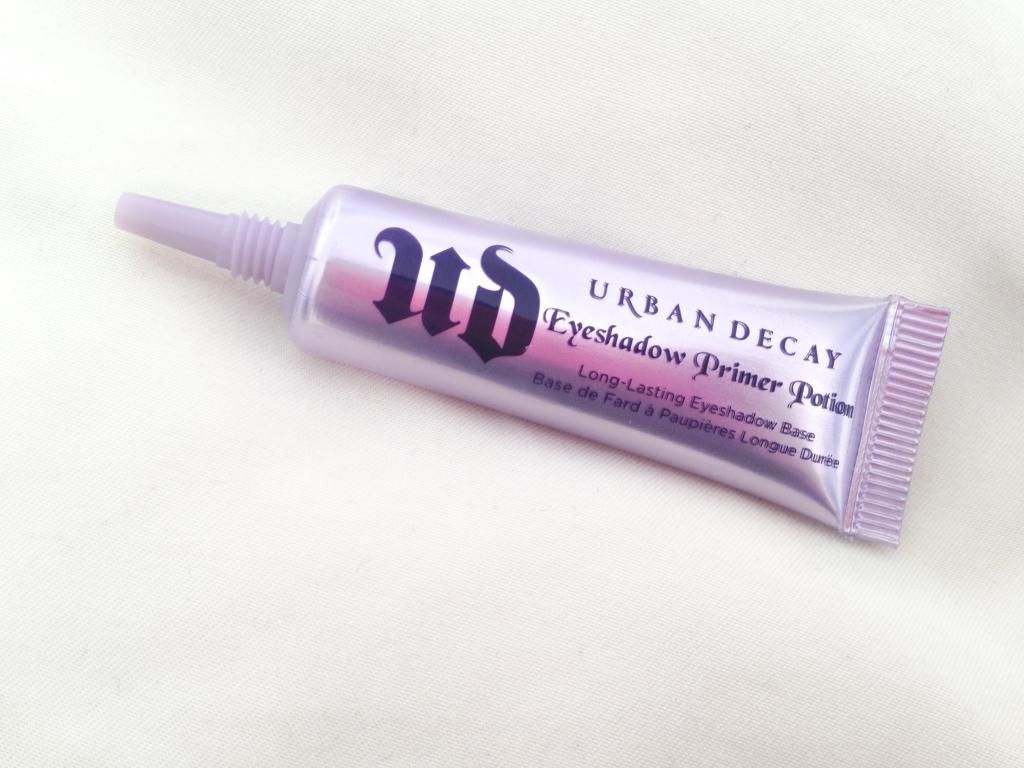 UD
URBAN DECAY
Eyeshadow Primer Potion
Long-Lasting Eyeshadow Base
Base de Fard à Paupières Longue Durée